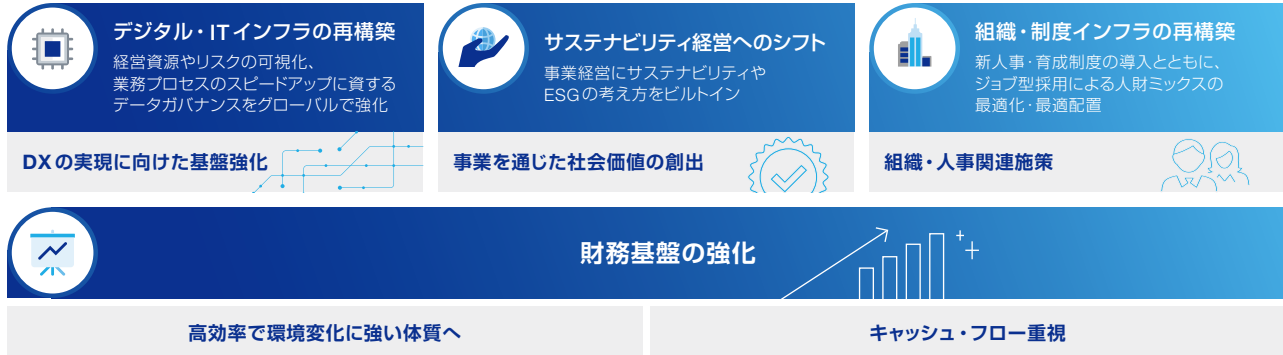 デジタル・ITインフラの再構築
経営資源やリスクの可視化、
業務プロセスのスピードアップに資する
データガバナンスをグローバルで強化
DXの実現に向けた基盤強化
サステナビリティ経営へのシフト
事業経営にサステナビリティや
ESGの考え方をビルトイン
事業を通じた社会価値の創出
組織・制度インフラの再構築
新人事・育成制度の導入とともに、
ジョブ型採用による人財ミックスの
最適化・最適配置
組織・人事関連施策
財務基盤の強化
高効率で環境変化に強い体質へ
キャッシュ・フロー重視